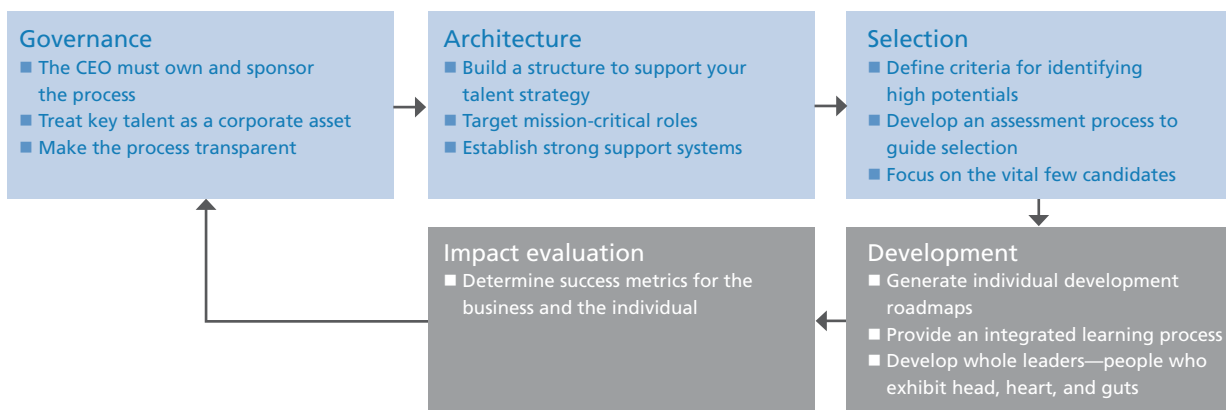 Governance
■ The CEO must own and sponsor
the process
■ Treat key talent as a corporate asset
■ Make the process transparent
Architecture
■ Build a structure to support your
talent strategy
■ Target mission-critical roles
■ Establish strong support systems
Selection
■ Define criteria for identifying
high potentials
■ Develop an assessment process to
guide selection
■ Focus on the vital few candidates
Impact evaluation
■ Determine success metrics for the
business and the individual
Development
■ Generate individual development
roadmaps
■ Provide an integrated learning process
■ Develop whole leaders—people who
exhibit head, heart, and guts